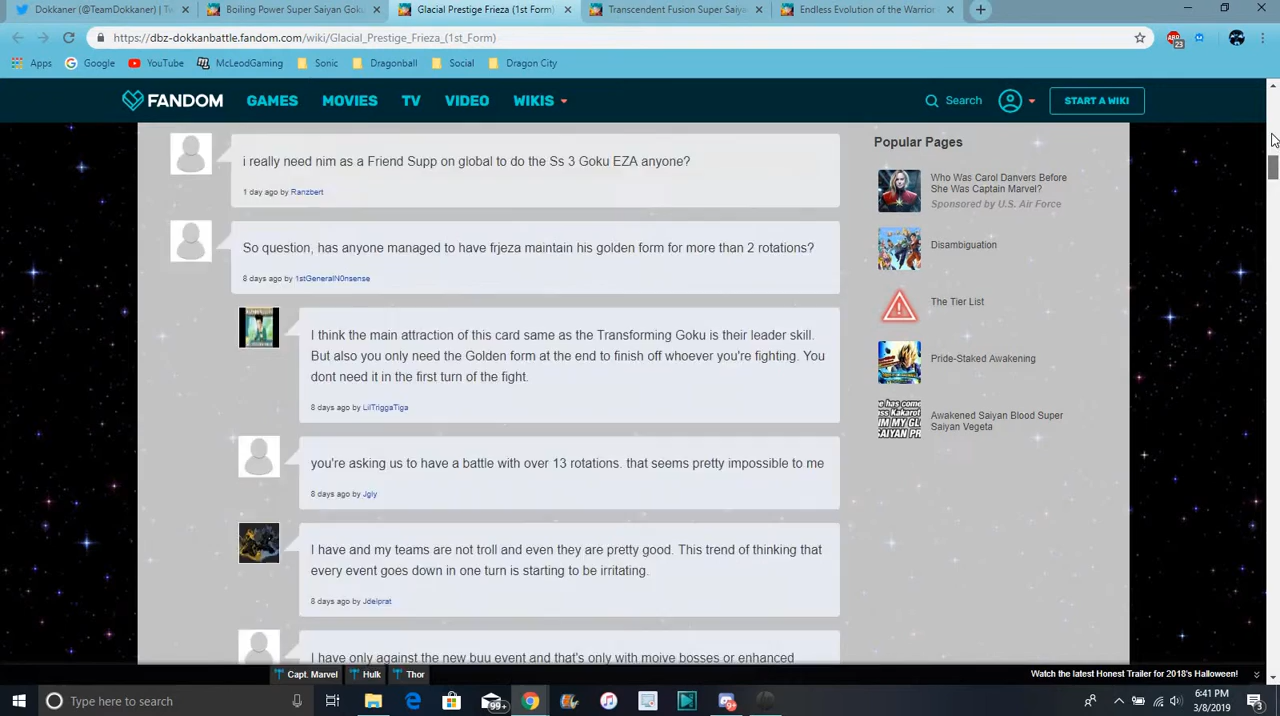 Dokkaner (@TeamDokkaner) | Tw
Boiling Power Super Saiyan Goku
Glacial Prestige Frieza (1st Form)
Transcendent Fusion Super Saiya
Endless Evolution of the Warrior
https://dbz-dokkanbattle.fandom.com/wiki/Glacial_Prestige_Frieza_(1st_Form)
23
Apps Google YouTube McLeodGaming Sonic Dragonball Social Dragon City
FANDOM GAMES MOVIES TV VIDEO WIKIS Search START A WIKI
i really need nim as a Friend Supp on global to do the Ss 3 Goku EZA anyone?
1 day ago by Ranzbert
So question, has anyone managed to have frjeza maintain his golden form for more than 2 rotations?
8 days ago by 1stGeneralN0nsense
I think the main attraction of this card same as the Transforming Goku is their leader skill.
But also you only need the Golden form at the end to finish off whoever you're fighting. You
dont need it in the first turn of the fight.
8 days ago by LilTriggaTiga
you're asking us to have a battle with over 13 rotations. that seems pretty impossible to me
8 days ago by Jgly
I have and my teams are not troll and even they are pretty good. This trend of thinking that
every event goes down in one turn is starting to be irritating.
8 days ago by Jdelprat
I have only against the new buu event and that's only with moive bosses or enhanced
Popular Pages
Who Was Carol Danvers Before
She Was Captain Marvel?
Sponsored by U.S. Air Force
Disambiguation
The Tier List
Pride-Staked Awakening
Awakened Saiyan Blood Super
Saiyan Vegeta
Capt. Marvel Hulk Thor
Watch the latest Honest Trailer for 2018's Halloween!
Type here to search
99+
6:41 PM
3/8/2019
3